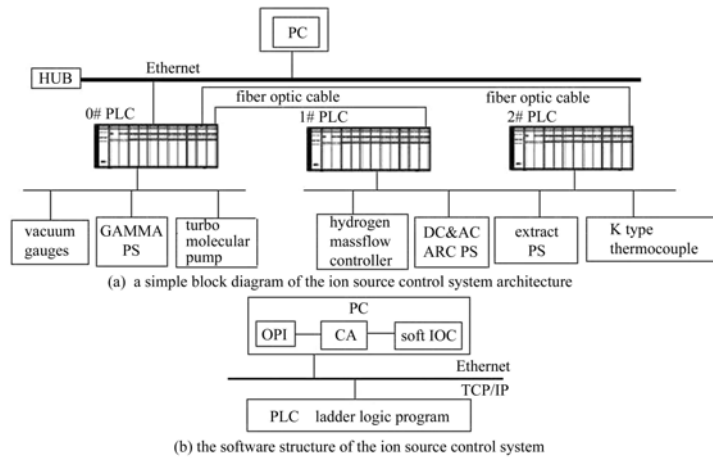 PC
HUB
Ethernet
fiber optic cable
fiber optic cable
0# PLC
1# PLC
2# PLC
vacuum
gauges
GAMMA
PS
turbo
molecular
pump
hydrogen
massflow
controller
DC&AC
ARC PS
extract
PS
K type
thermocouple
(a) a simple block diagram of the ion source control system architecture
PC
OPI
CA
soft IOC
Ethernet
TCP/IP
PLC ladder logic program
(b) the software structure of the ion source control system